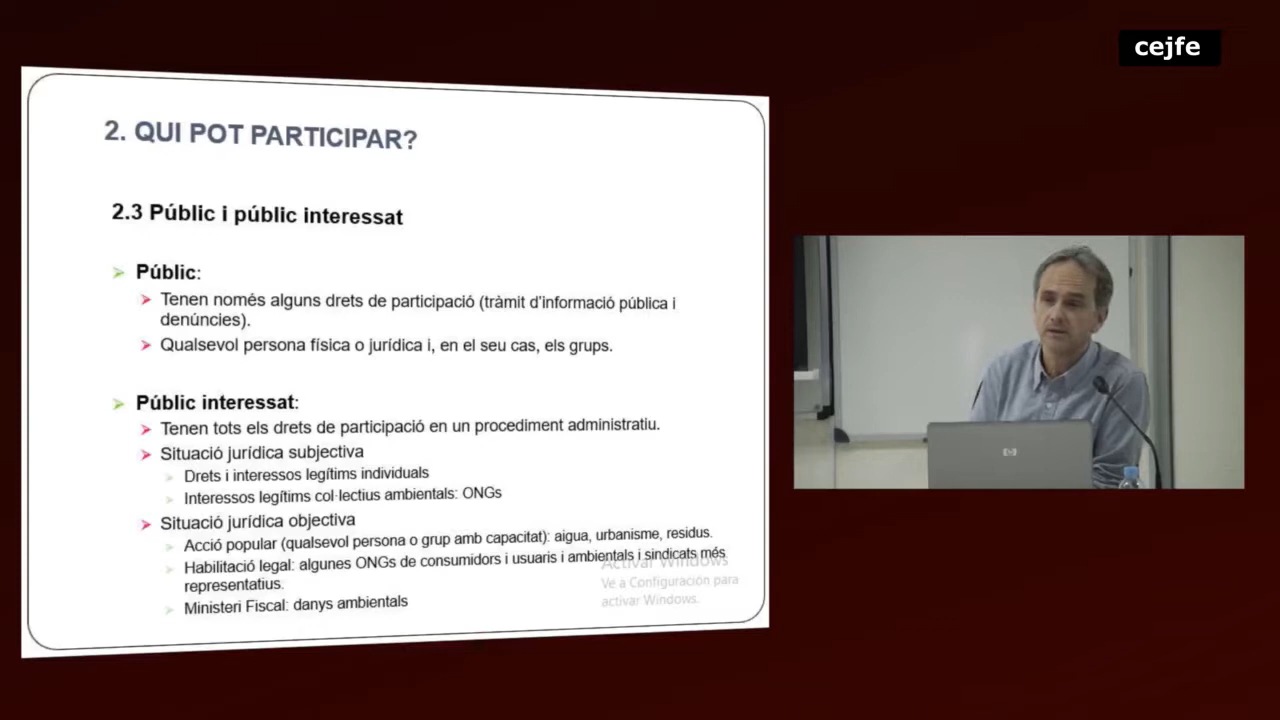 cejfe
2. QUI POT PARTICIPAR?
2.3 Públic i públic interessat
Públic:
Tenen només alguns drets de participació (tràmit d'informació pública i
denúncies).
Qualsevol persona física o jurídica i, en el seu cas, els grups.
Públic interessat:
Tenen tots els drets de participació en un procediment administratiu.
Situació jurídica subjectiva
Drets i interessos legítims individuals
Interessos legítims col·lectius ambientals: ONGs
Situació jurídica objectiva
Acció popular (qualsevol persona o grup amb capacitat): aigua, urbanisme, residus.
Habilitació legal: algunes ONGs de consumidors i usuaris i ambientals i sindicats més
representatius.
Ministeri Fiscal: danys ambientals
Activar Windows
Ve a Configuración para
activar Windows.
hp